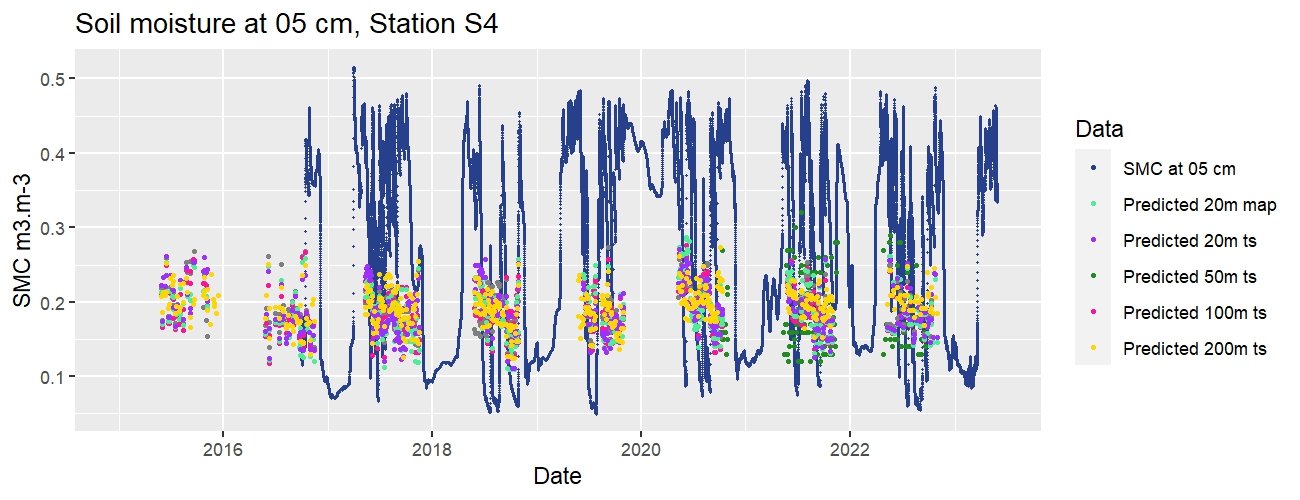 Soil moisture at 05 cm, Station S4
SMC m3.m-3
0.5
0.4
0.3
0.2
0.1
2016
2018
2020
2022
Date
Data
SMC at 05 cm
Predicted 20m map
Predicted 20m ts
Predicted 50m ts
Predicted 100m ts
Predicted 200m ts